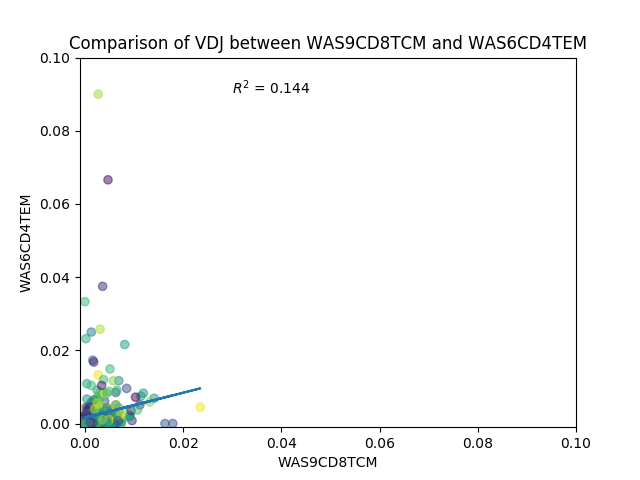 Comparison of VDJ between WAS9CD8TCM and WAS6CD4TEM
R² = 0.144
0.10
0.08
0.06
0.04
0.02
0.00
WAS6CD4TEM
0.00 0.02 0.04 0.06 0.08 0.10
WAS9CD8TCM